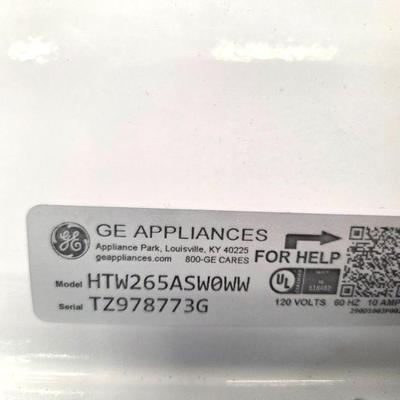 GE APPLIANCES
Appliance Park, Louisville, KY 40225
geappliances.com 800-GE CARES
FOR HELP
Model HTW265ASW0WW
Serial TZ978773G
UL
120 VOLTS 60 HZ 10 AMP